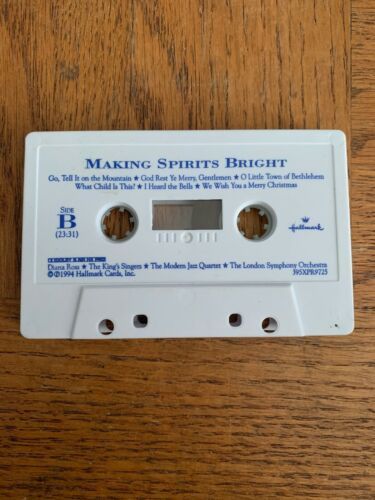 MAKING SPIRITS BRIGHT
Go, Tell It on the Mountain ★ God Rest Ye Merry, Gentlemen ★ O Little Town of Bethlehem
What Child Is This? ★ I Heard the Bells ★ We Wish You a Merry Christmas
SIDE
B
(23:31)
Hallmark
Diana Ross ★ The King's Singers ★ The Modern Jazz Quartet ★ The London Symphony Orchestra
©℗1994 Hallmark Cards, Inc.
395XPR9725